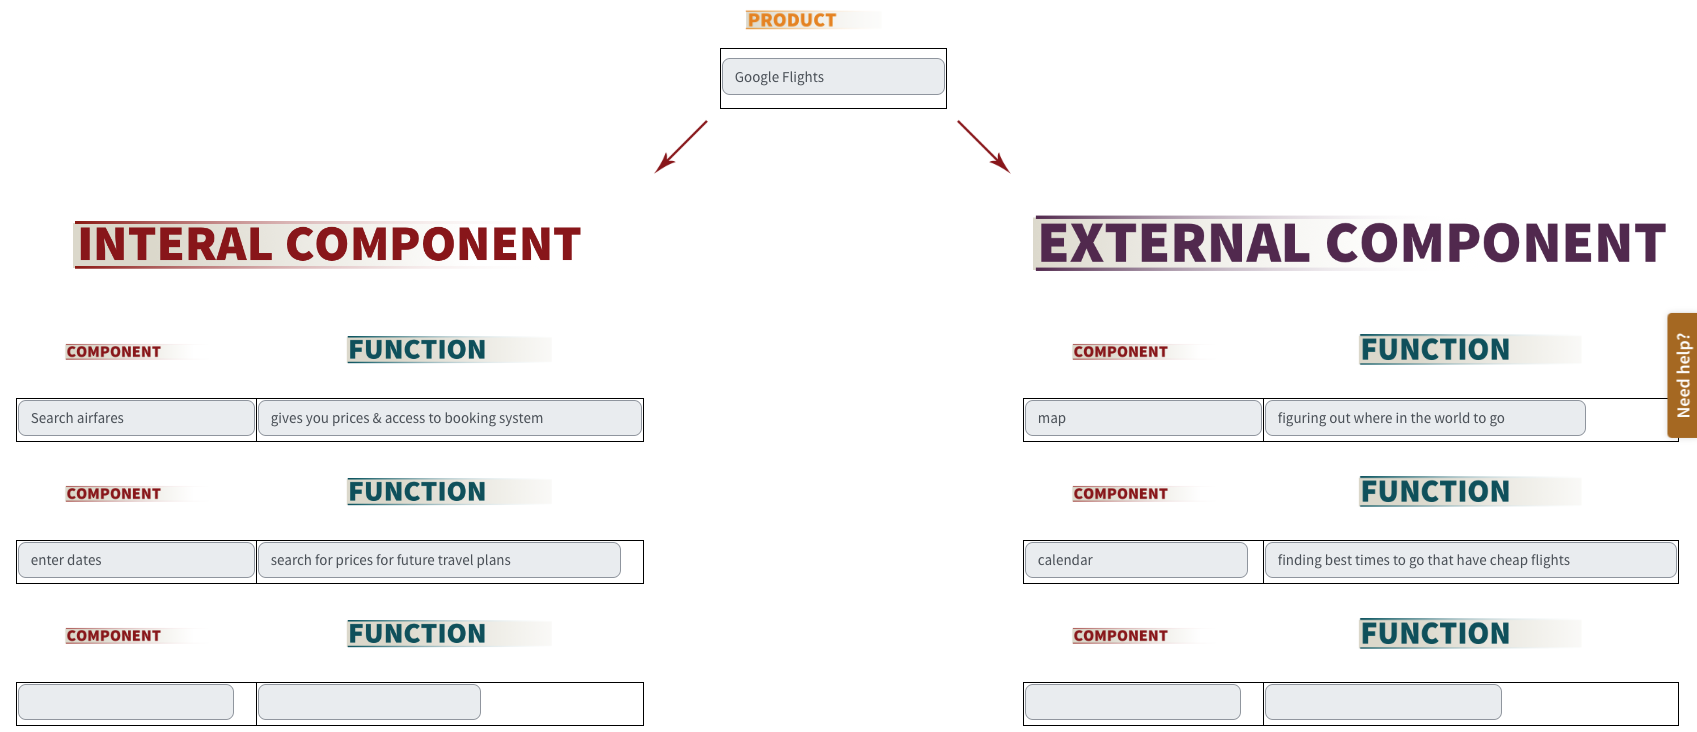 PRODUCT
Google Flights
INTERAL COMPONENT
EXTERNAL COMPONENT
COMPONENT
FUNCTION
Search airfares
gives you prices & access to booking system
COMPONENT
FUNCTION
enter dates
search for prices for future travel plans
COMPONENT
FUNCTION
COMPONENT
FUNCTION
map
figuring out where in the world to go
COMPONENT
FUNCTION
calendar
finding best times to go that have cheap flights
COMPONENT
FUNCTION
Need help?